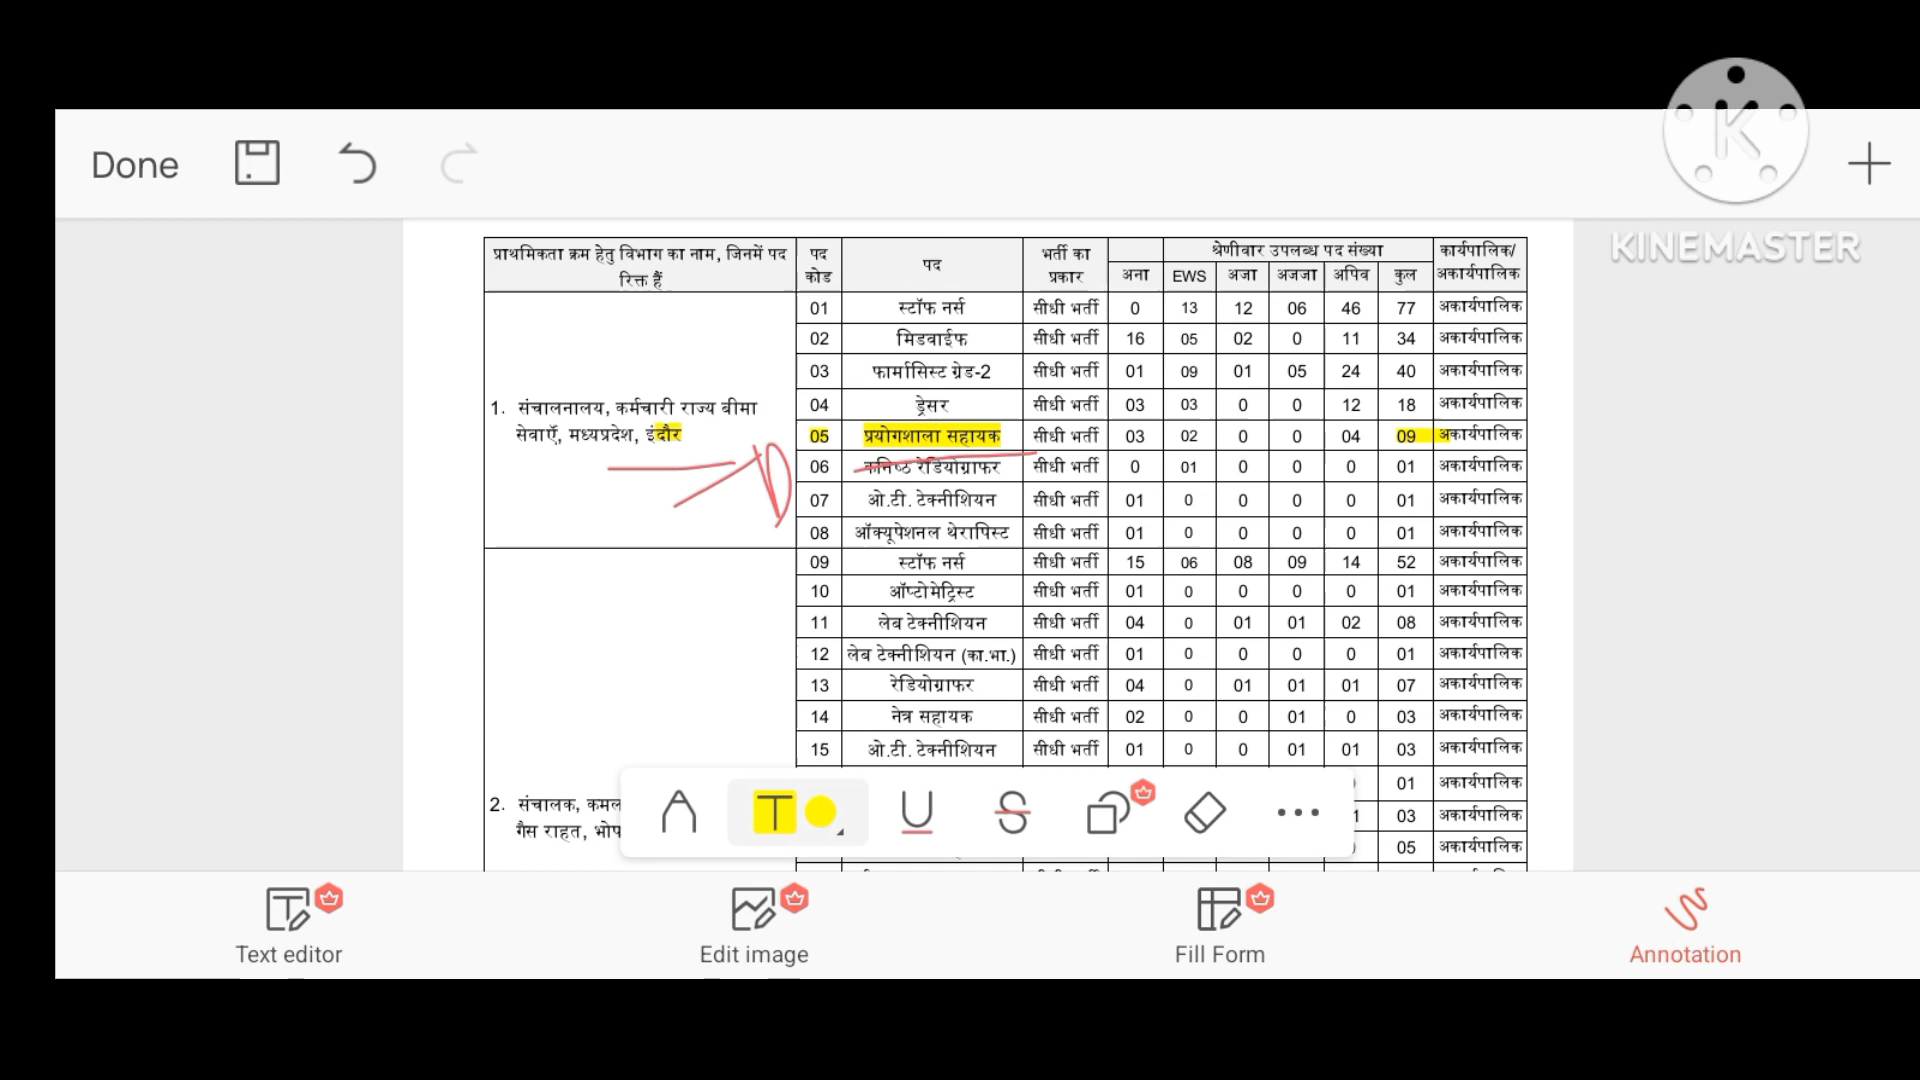 Done
K
KINEMASTER
प्राथमिकता क्रम हेतु विभाग का नाम, जिनमें पद रिक्त हैं | पद कोड | पद | भर्ती का प्रकार | श्रेणीवार उपलब्ध पद संख्या | कार्यपालिक/ अकार्यपालिक
अना EWS अजा अजजा अपिव कुल
01 स्टॉफ नर्स सीधी भर्ती 0 13 12 06 46 77 अकार्यपालिक
02 मिडवाईफ सीधी भर्ती 16 05 02 0 11 34 अकार्यपालिक
03 फार्मासिस्ट ग्रेड-2 सीधी भर्ती 01 09 01 05 24 40 अकार्यपालिक
1. संचालनालय, कर्मचारी राज्य बीमा
सेवाऍं, मध्यप्रदेश, इंदौर
04 ड्रेसर सीधी भर्ती 03 03 0 0 12 18 अकार्यपालिक
05 प्रयोगशाला सहायक सीधी भर्ती 03 02 0 0 04 09 अकार्यपालिक
06 कनिष्ठ रेडियोग्राफर सीधी भर्ती 0 01 0 0 0 01 अकार्यपालिक
07 ओ.टी. टेक्नीशियन सीधी भर्ती 01 0 0 0 0 01 अकार्यपालिक
08 ऑक्यूपेशनल थेरापिस्ट सीधी भर्ती 01 0 0 0 0 01 अकार्यपालिक
09 स्टॉफ नर्स सीधी भर्ती 15 06 08 09 14 52 अकार्यपालिक
10 ऑप्टोमेट्रिस्ट सीधी भर्ती 01 0 0 0 0 01 अकार्यपालिक
11 लेब टेक्नीशियन सीधी भर्ती 04 0 01 01 02 08 अकार्यपालिक
12 लेब टेक्नीशियन (का.भा.) सीधी भर्ती 01 0 0 0 0 01 अकार्यपालिक
13 रेडियोग्राफर सीधी भर्ती 04 0 01 01 01 07 अकार्यपालिक
14 नेत्र सहायक सीधी भर्ती 02 0 0 01 0 03 अकार्यपालिक
15 ओ.टी. टेक्नीशियन सीधी भर्ती 01 0 0 01 01 03 अकार्यपालिक
01 अकार्यपालिक
2. संचालक, कमल
गैस राहत, भोप
1 03 अकार्यपालिक
05 अकार्यपालिक
T U S
Text editor
Edit image
Fill Form
Annotation